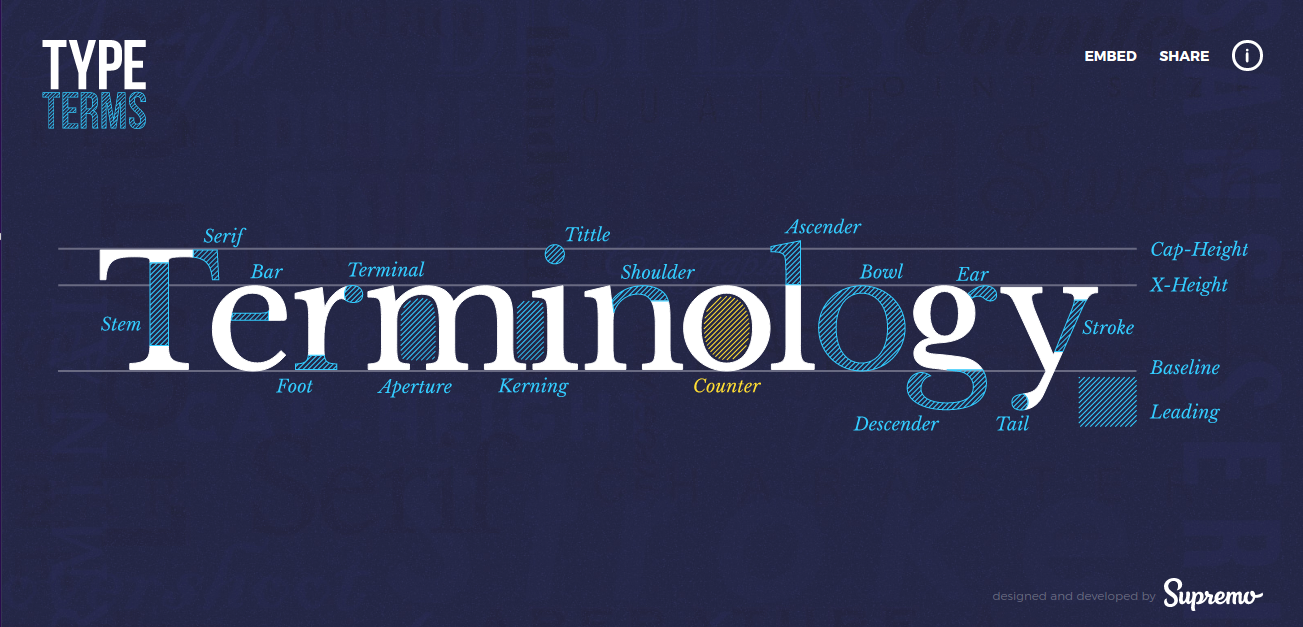 TYPE
TERMS
EMBED SHARE i
Serif
Tittle
Ascender
Cap-Height
Bar
Terminal
Shoulder
Bowl
Ear
X-Height
Terminology
Stem
Stroke
Baseline
Foot
Aperture
Kerning
Counter
Leading
Descender
Tail
designed and developed by Supremo